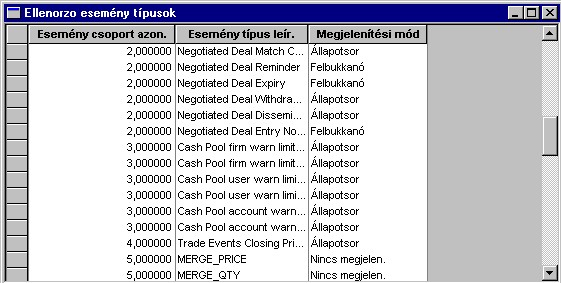 Ellenorzo esemény típusok
Esemény csoport azon. Esemény típus leír. Megjelenítési mód
2,000000 Negotiated Deal Match C... Állapotsor
2,000000 Negotiated Deal Reminder Felbukkanó
2,000000 Negotiated Deal Expiry Felbukkanó
2,000000 Negotiated Deal Withdra... Állapotsor
2,000000 Negotiated Deal Dissemi... Állapotsor
2,000000 Negotiated Deal Entry No... Felbukkanó
3,000000 Cash Pool firm warn limit... Állapotsor
3,000000 Cash Pool firm warn limit... Állapotsor
3,000000 Cash Pool user warn limi... Állapotsor
3,000000 Cash Pool user warn limi... Állapotsor
3,000000 Cash Pool account warn... Állapotsor
3,000000 Cash Pool account warn... Állapotsor
4,000000 Trade Events Closing Pri... Állapotsor
5,000000 MERGE_PRICE Nincs megjelen.
5,000000 MERGE_QTY Nincs megjelen.